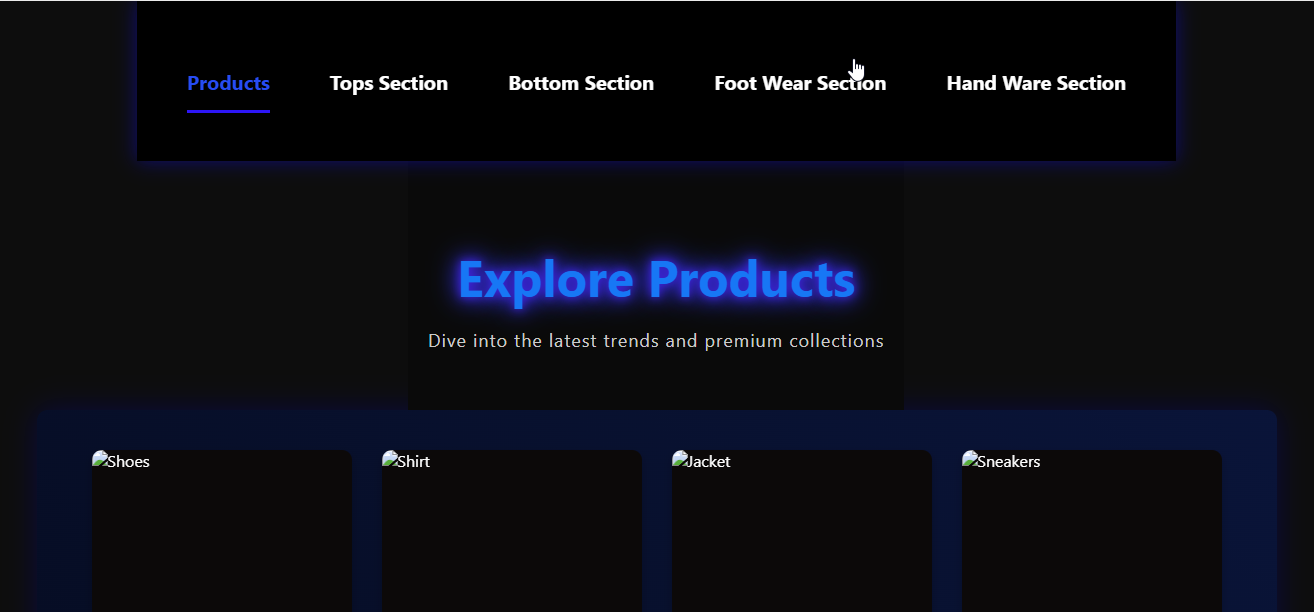 Products Tops Section Bottom Section Foot Wear Section Hand Ware Section
Explore Products
Dive into the latest trends and premium collections
Shoes Shirt Jacket Sneakers